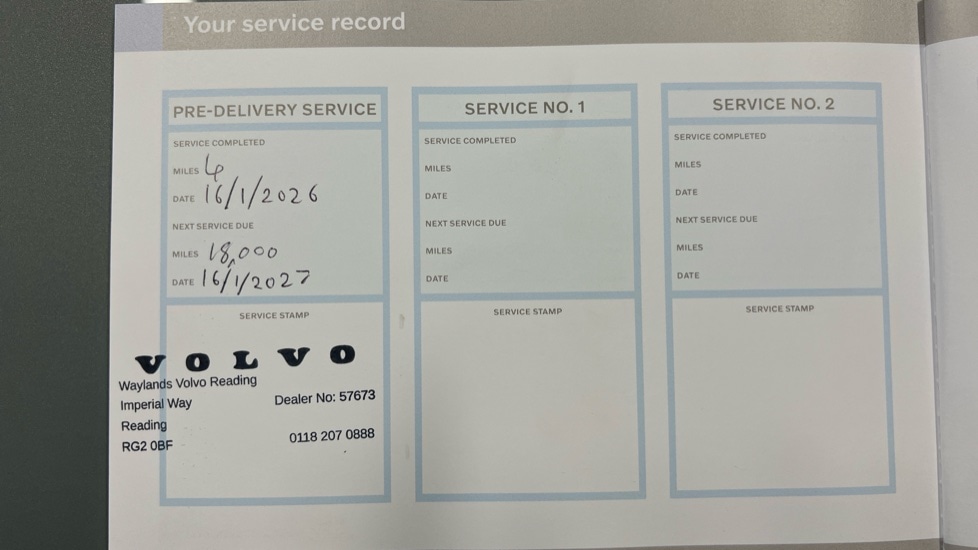 Your service record
PRE-DELIVERY SERVICE
SERVICE COMPLETED
MILES 4
DATE 16/1/2026
NEXT SERVICE DUE
MILES 18,000
DATE 16/1/2027
SERVICE STAMP
VOLVO
Waylands Volvo Reading
Imperial Way
Dealer No: 57673
Reading
RG2 0BF
0118 207 0888
SERVICE NO. 1
SERVICE COMPLETED
MILES
DATE
NEXT SERVICE DUE
MILES
DATE
SERVICE STAMP
SERVICE NO. 2
SERVICE COMPLETED
MILES
DATE
NEXT SERVICE DUE
MILES
DATE
SERVICE STAMP